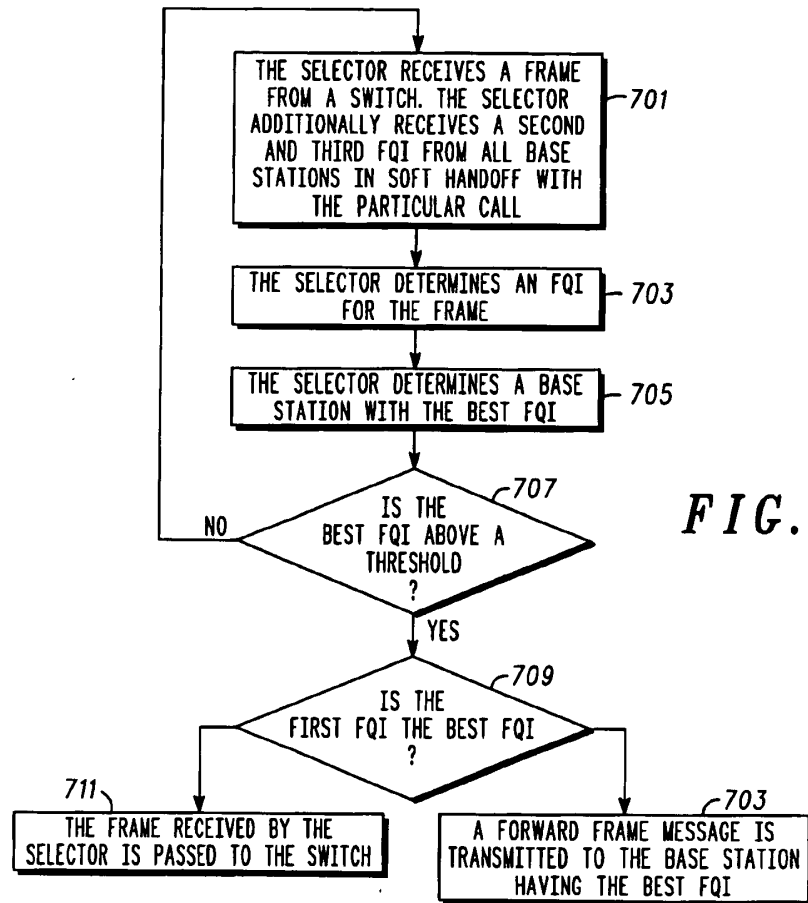 THE SELECTOR RECEIVES A FRAME
FROM A SWITCH. THE SELECTOR
ADDITIONALLY RECEIVES A SECOND
AND THIRD FQI FROM ALL BASE
STATIONS IN SOFT HANDOFF WITH
THE PARTICULAR CALL
701
THE SELECTOR DETERMINES AN FQI
FOR THE FRAME
703
THE SELECTOR DETERMINES A BASE
STATION WITH THE BEST FQI
705
707
IS THE
BEST FQI ABOVE A
THRESHOLD
?
NO
FIG.
YES
709
IS THE
FIRST FQI THE BEST FQI
?
711
THE FRAME RECEIVED BY THE
SELECTOR IS PASSED TO THE SWITCH
703
A FORWARD FRAME MESSAGE IS
TRANSMITTED TO THE BASE STATION
HAVING THE BEST FQI